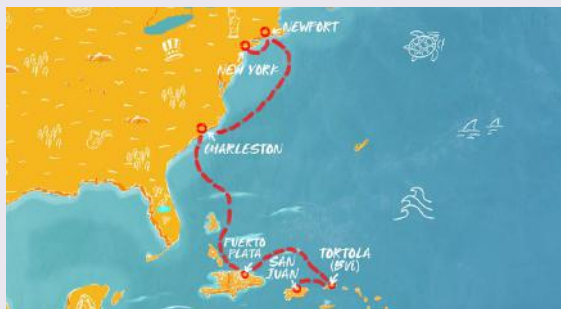 NEWPORT
NEW YORK
CHARLESTON
PUERTO
PLATA
SAN
JUAN
TORTOLA
(BVI)